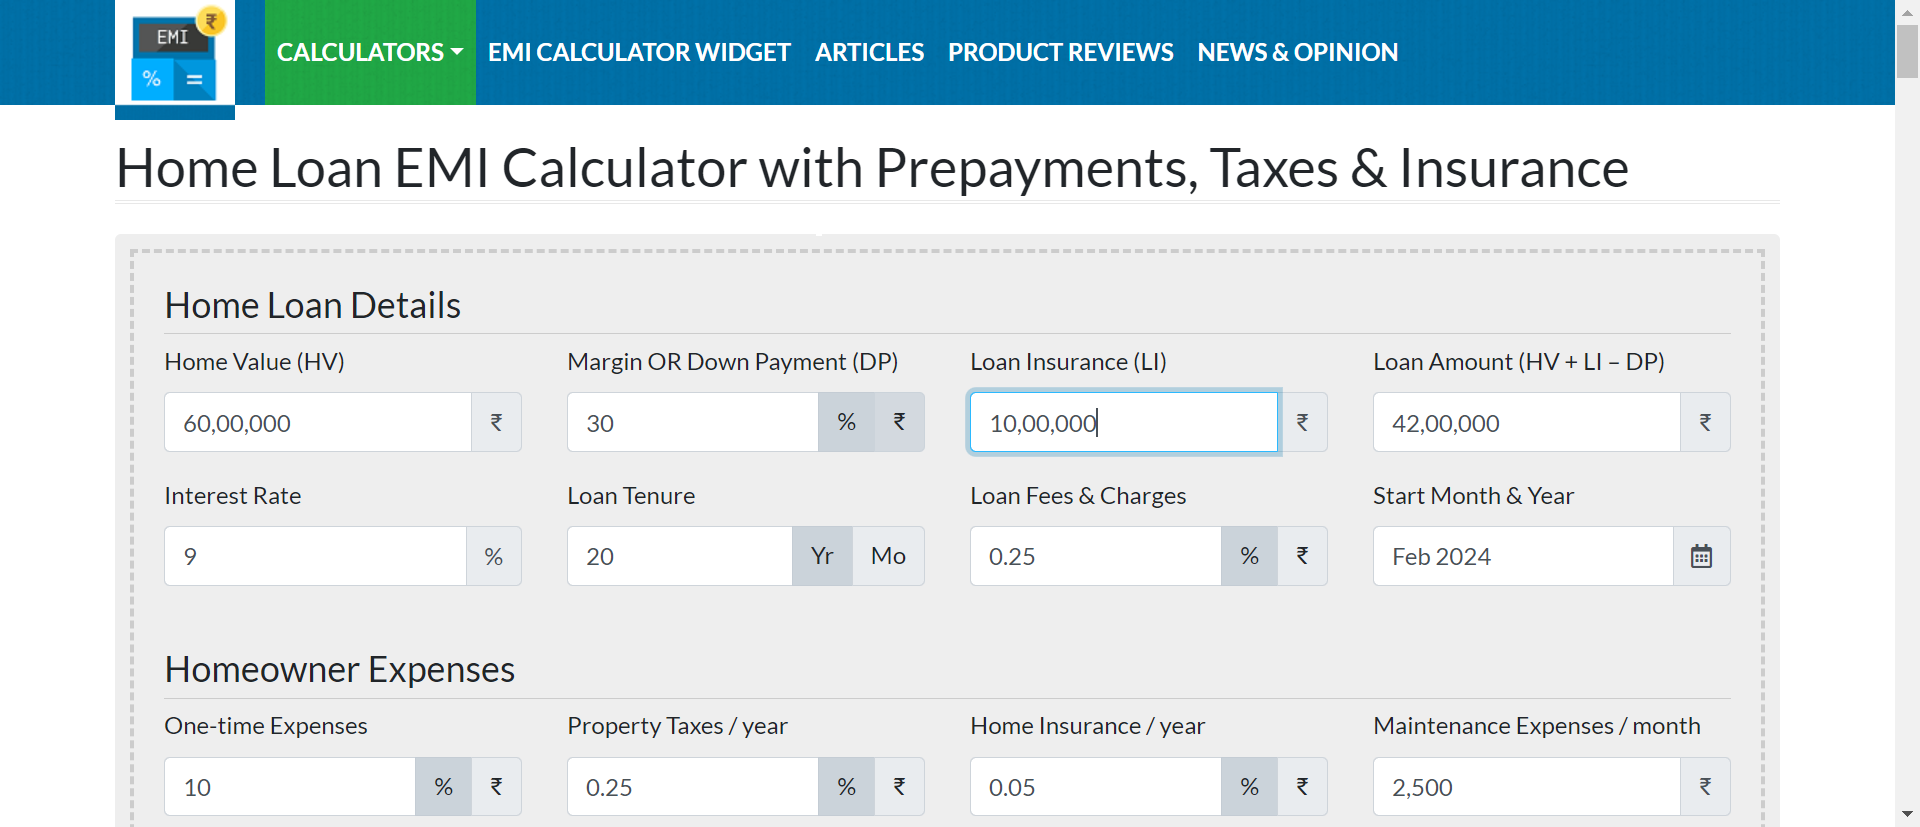 EMI
₹
%
=
CALCULATORS EMI CALCULATOR WIDGET ARTICLES PRODUCT REVIEWS NEWS & OPINION
Home Loan EMI Calculator with Prepayments, Taxes & Insurance
Home Loan Details
Home Value (HV) Margin OR Down Payment (DP) Loan Insurance (LI) Loan Amount (HV + LI – DP)
60,00,000 ₹ 30 % ₹ 10,00,000 ₹ 42,00,000 ₹
Interest Rate Loan Tenure Loan Fees & Charges Start Month & Year
9 % 20 Yr Mo 0.25 % ₹ Feb 2024
Homeowner Expenses
One-time Expenses Property Taxes / year Home Insurance / year Maintenance Expenses / month
10 % ₹ 0.25 % ₹ 0.05 % ₹ 2,500 ₹